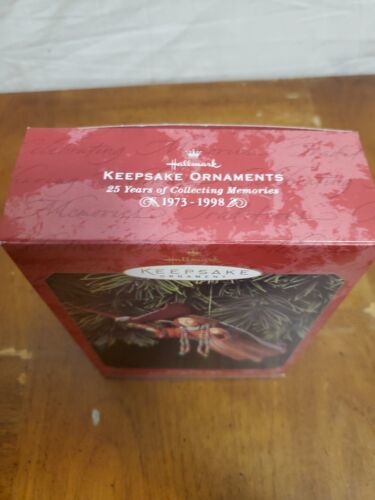 Hallmark
KEEPSAKE ORNAMENTS
25 Years of Collecting Memories
1973 - 1998
Hallmark
KEEPSAKE
ORNAMENT